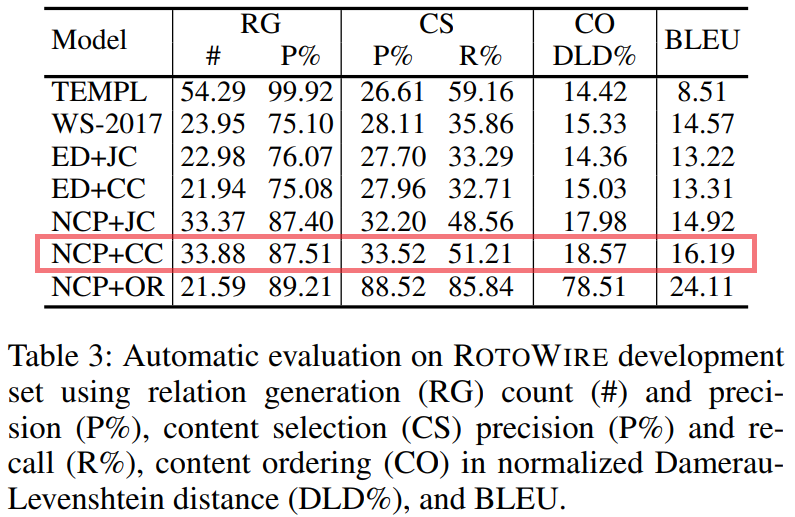 Model RG CS CO BLEU
# P% P% R% DLD%
TEMPL 54.29 99.92 26.61 59.16 14.42 8.51
WS-2017 23.95 75.10 28.11 35.86 15.33 14.57
ED+JC 22.98 76.07 27.70 33.29 14.36 13.22
ED+CC 21.94 75.08 27.96 32.71 15.03 13.31
NCP+JC 33.37 87.40 32.20 48.56 17.98 14.92
NCP+CC 33.88 87.51 33.52 51.21 18.57 16.19
NCP+OR 21.59 89.21 88.52 85.84 78.51 24.11
Table 3: Automatic evaluation on ROTOWIRE development
set using relation generation (RG) count (#) and preci-
sion (P%), content selection (CS) precision (P%) and re-
call (R%), content ordering (CO) in normalized Damerau-
Levenshtein distance (DLD%), and BLEU.